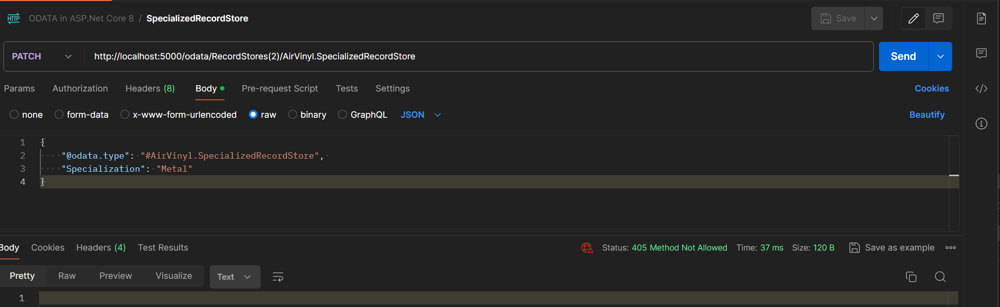 HTTP ODATA in ASP.Net Core 8 / SpecializedRecordStore Save
PATCH http://localhost:5000/odata/RecordStores(2)/AirVinyl.SpecializedRecordStore Send
Params Authorization Headers (8) Body Pre-request Script Tests Settings Cookies
none form-data x-www-form-urlencoded raw binary GraphQL JSON Beautify
1 {
2 "@odata.type": "#AirVinyl.SpecializedRecordStore",
3 "Specialization": "Metal"
4 }
Body Cookies Headers (4) Test Results Status: 405 Method Not Allowed Time: 37 ms Size: 120 B Save as example
Pretty Raw Preview Visualize Text
1